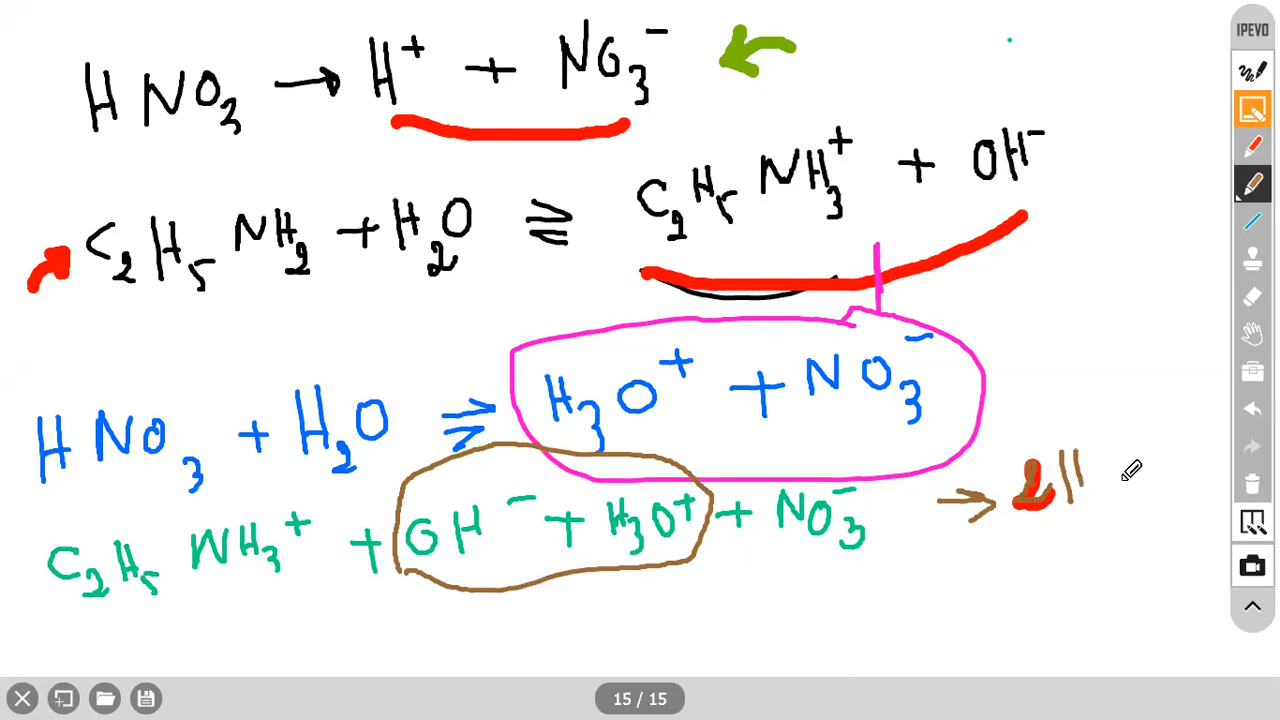 HNO₃ → H⁺ + NO₃⁻
C₂H₅NH₂ + H₂O ⇌ C₂H₅NH₃⁺ + OH⁻
HNO₃ + H₂O ⇌ H₃O⁺ + NO₃⁻
C₂H₅NH₃⁺ + OH⁻ + H₃O⁺ + NO₃⁻ → 2
IPEVO
15 / 15